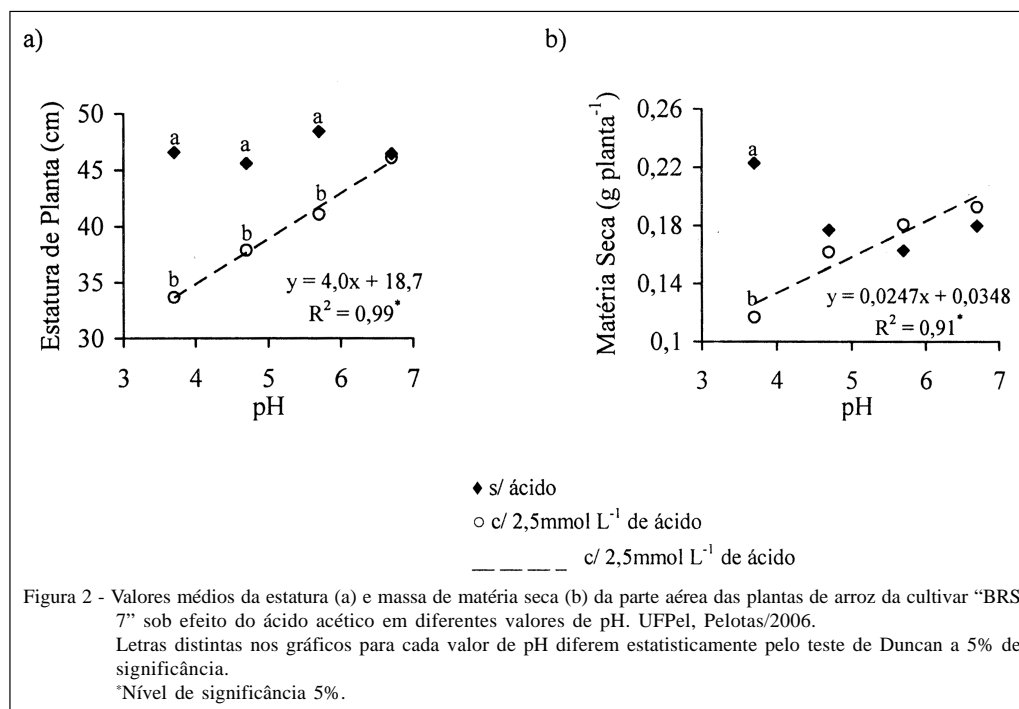 a)
Estatura de Planta (cm)
50
45
40
35
30
a
a
a
b
b
b
y = 4,0x + 18,7
R² = 0,99*
3 4 5 6 7
pH
b)
Matéria Seca (g planta⁻¹)
0,26
0,22
0,18
0,14
0,1
a
b
y = 0,0247x + 0,0348
R² = 0,91*
3 4 5 6 7
pH
s/ ácido
c/ 2,5mmol L⁻¹ de ácido
c/ 2,5mmol L⁻¹ de ácido
Figura 2 - Valores médios da estatura (a) e massa de matéria seca (b) da parte aérea das plantas de arroz da cultivar “BRS
7” sob efeito do ácido acético em diferentes valores de pH. UFPel, Pelotas/2006.
Letras distintas nos gráficos para cada valor de pH diferem estatisticamente pelo teste de Duncan a 5% de
significância.
*Nível de significância 5%.